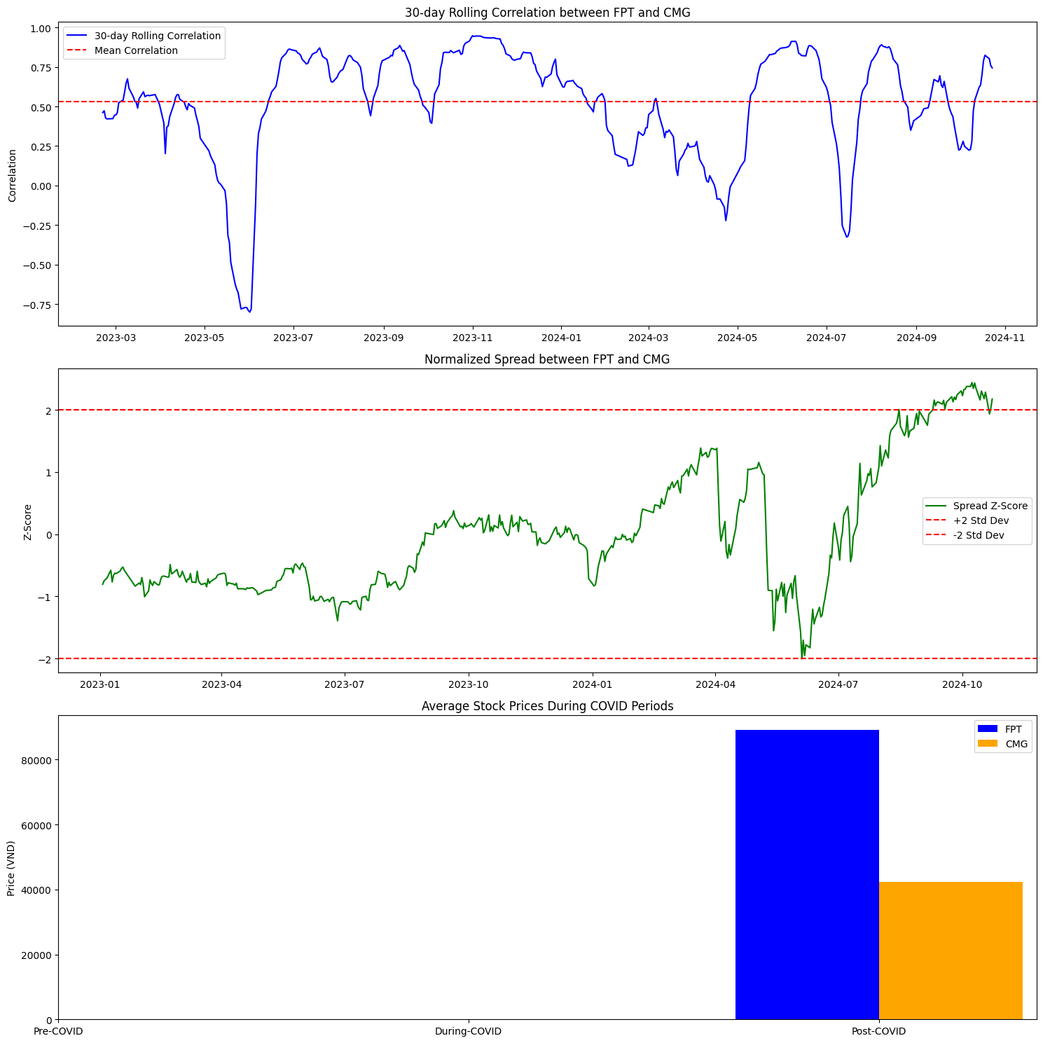 30-day Rolling Correlation between FPT and CMG
30-day Rolling Correlation
Mean Correlation
Correlation
1.00
0.75
0.50
0.25
0.00
−0.25
−0.50
−0.75
2023-03 2023-05 2023-07 2023-09 2023-11 2024-01 2024-03 2024-05 2024-07 2024-09 2024-11
Normalized Spread between FPT and CMG
Spread Z-Score
+2 Std Dev
-2 Std Dev
Z-Score
2
1
0
−1
−2
2023-01 2023-04 2023-07 2023-10 2024-01 2024-04 2024-07 2024-10
Average Stock Prices During COVID Periods
FPT
CMG
Price (VND)
80000
60000
40000
20000
0
Pre-COVID During-COVID Post-COVID